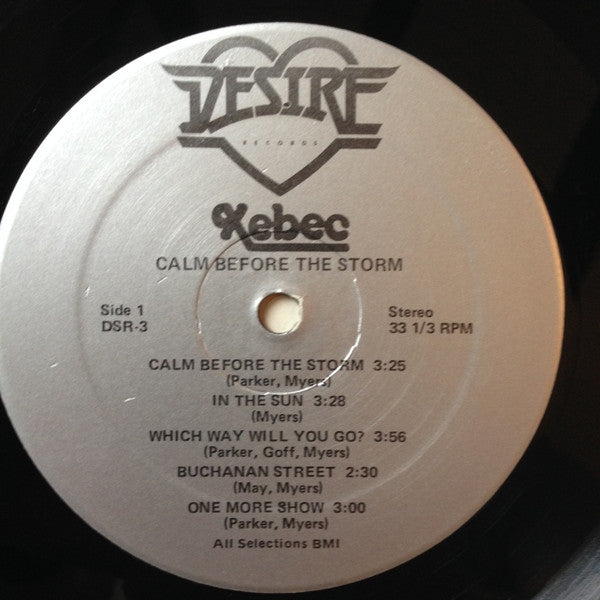 DESIRE
RECORDS
Kebec
CALM BEFORE THE STORM
Side 1
DSR-3
Stereo
33 1/3 RPM
CALM BEFORE THE STORM 3:25
(Parker, Myers)
IN THE SUN 3:28
(Myers)
WHICH WAY WILL YOU GO? 3:56
(Parker, Goff, Myers)
BUCHANAN STREET 2:30
(May, Myers)
ONE MORE SHOW 3:00
(Parker, Myers)
All Selections BMI